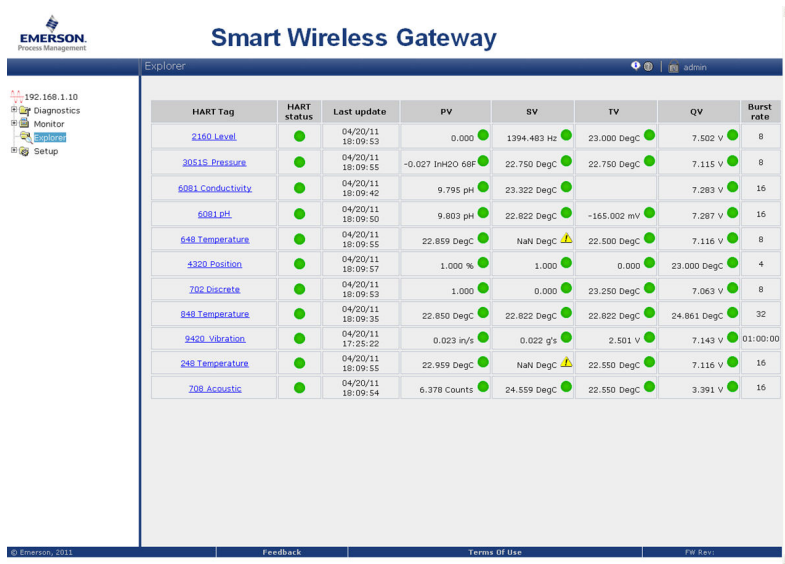 EMERSON.
Process Management
Smart Wireless Gateway
Explorer
admin
192.168.1.10
Diagnostics
Monitor
Explorer
Setup
HART Tag HART status Last update PV SV TV QV Burst rate
2160 Level 04/20/11 18:09:53 0.000 1394.483 Hz 23.000 DegC 7.502 V 8
3051S Pressure 04/20/11 18:09:55 -0.027 InH2O 68F 22.750 DegC 22.750 DegC 7.115 V 8
6081 Conductivity 04/20/11 18:09:42 9.795 pH 23.322 DegC 7.283 V 16
6081 pH 04/20/11 18:09:50 9.803 pH 22.822 DegC -165.002 mV 7.287 V 16
648 Temperature 04/20/11 18:09:55 22.859 DegC NaN DegC 22.500 DegC 7.116 V 8
4320 Position 04/20/11 18:09:57 1.000 % 1.000 0.000 23.000 DegC 4
702 Discrete 04/20/11 18:09:53 1.000 0.000 23.250 DegC 7.063 V 8
848 Temperature 04/20/11 18:09:35 22.850 DegC 22.822 DegC 22.822 DegC 24.861 DegC 32
9420 Vibration 04/20/11 17:25:22 0.023 in/s 0.022 g's 2.501 V 7.143 V 01:00:00
248 Temperature 04/20/11 18:09:55 22.959 DegC NaN DegC 22.550 DegC 7.116 V 16
708 Acoustic 04/20/11 18:09:54 6.378 Counts 24.559 DegC 22.550 DegC 3.391 V 16
© Emerson, 2011 Feedback Terms Of Use FW Rev: